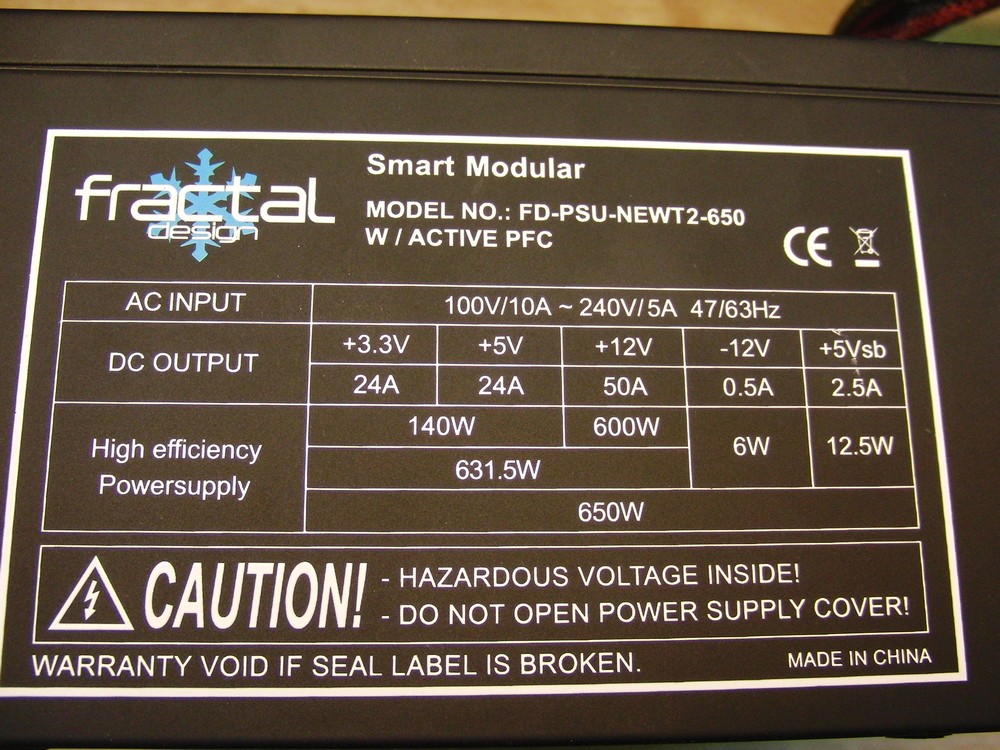 fractal
design
Smart Modular
MODEL NO.: FD-PSU-NEWT2-650
W / ACTIVE PFC
CE
AC INPUT 100V/10A ~ 240V/5A 47/63Hz
DC OUTPUT +3.3V +5V +12V -12V +5Vsb
24A 24A 50A 0.5A 2.5A
High efficiency
Powersupply
140W 600W 6W 12.5W
631.5W
650W
CAUTION!
- HAZARDOUS VOLTAGE INSIDE!
- DO NOT OPEN POWER SUPPLY COVER!
WARRANTY VOID IF SEAL LABEL IS BROKEN.
MADE IN CHINA